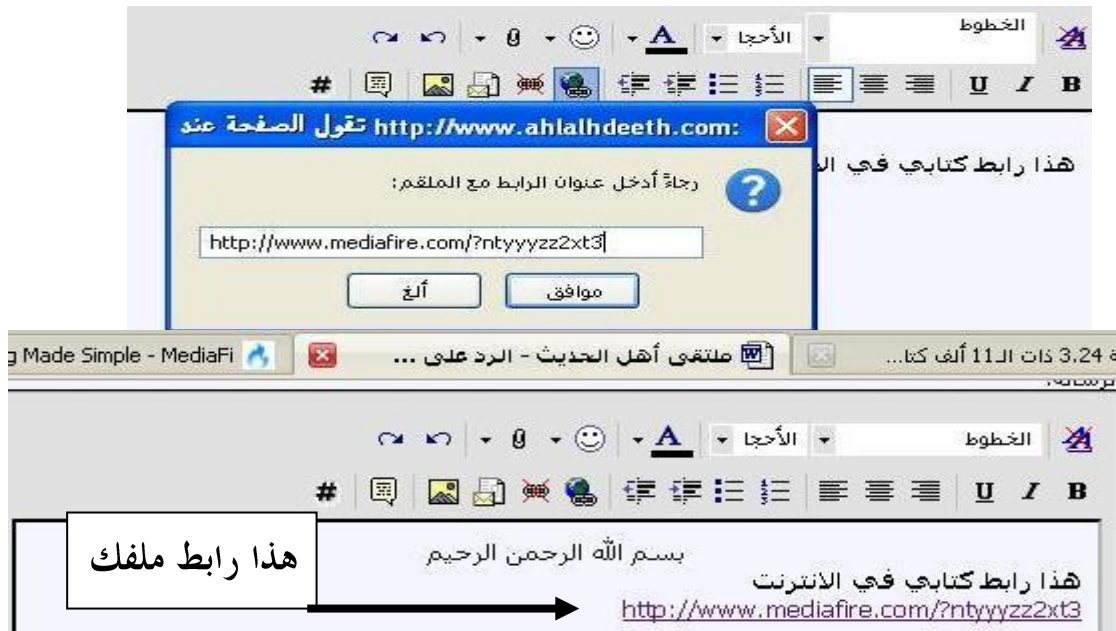 الخطوط الأحجا A
# B I U
http://www.ahlalhdeeth.com: تقول الصفحة عند
هذا رابط كتابي في
رجاءً أدخل عنوان الرابط مع الملقم:
http://www.mediafire.com/?ntyyyzz2xt3
موافق ألغ
3.24 ذات الـ11 ألف كتا... ملتقى أهل الحديث - الرد على ... g Made Simple - MediaFi
الخطوط الأحجا A
# B I U
هذا رابط ملفك
بسم الله الرحمن الرحيم
هذا رابط كتابي في الانترنت
http://www.mediafire.com/?ntyyyzz2xt3